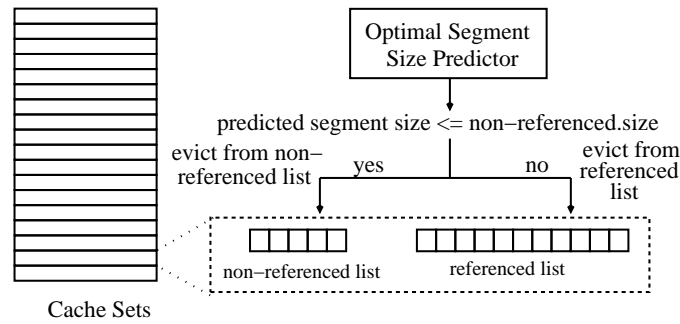 Optimal Segment
Size Predictor
predicted segment size <= non−referenced.size
evict from non−
referenced list
yes
no
evict from
referenced
list
non−referenced list
referenced list
Cache Sets